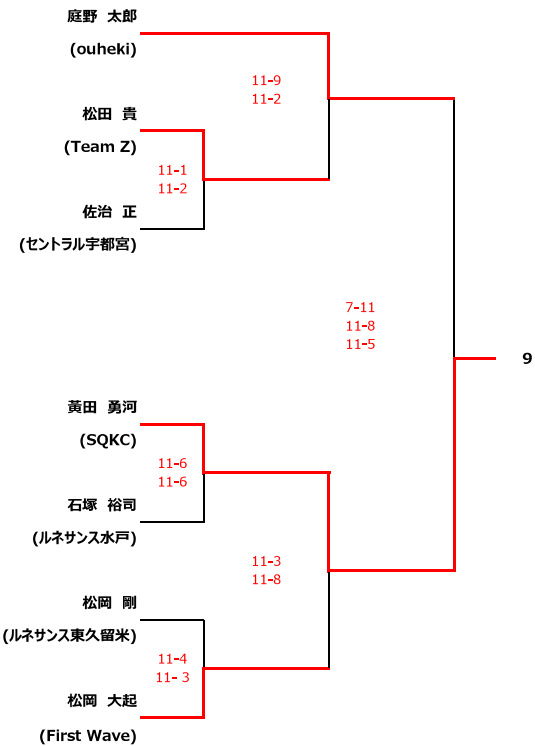 庭野 太郎
(ouheki)
11-9
11-2
松田 貴
(Team Z)
11-1
11-2
佐治 正
(セントラル宇都宮)
7-11
11-8
11-5
9
黃田 勇河
(SQKC)
11-6
11-6
石塚 裕司
(ルネサンス水戸)
11-3
11-8
松岡 剛
(ルネサンス東久留米)
11-4
11- 3
松岡 大起
(First Wave)